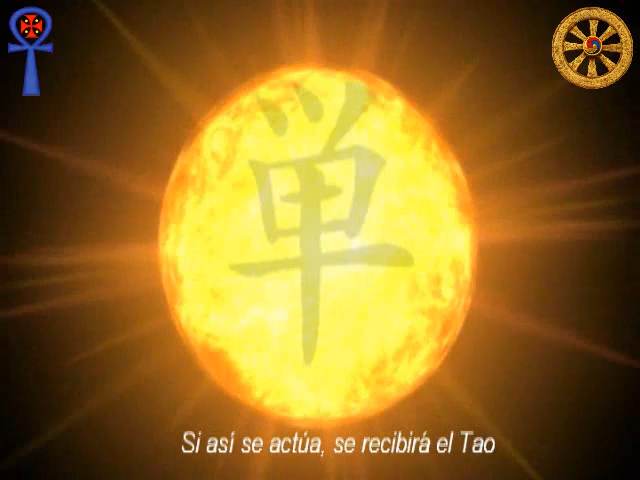 単
Si así se actúa, se recibirá el Tao